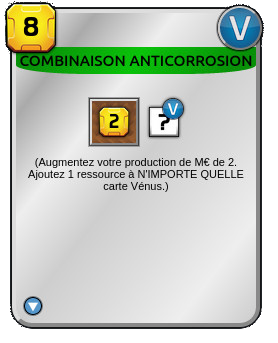 8
V
COMBINAISON ANTICORROSION
2
?
V
(Augmentez votre production de M€ de 2.
Ajoutez 1 ressource à N'IMPORTE QUELLE
carte Vénus.)